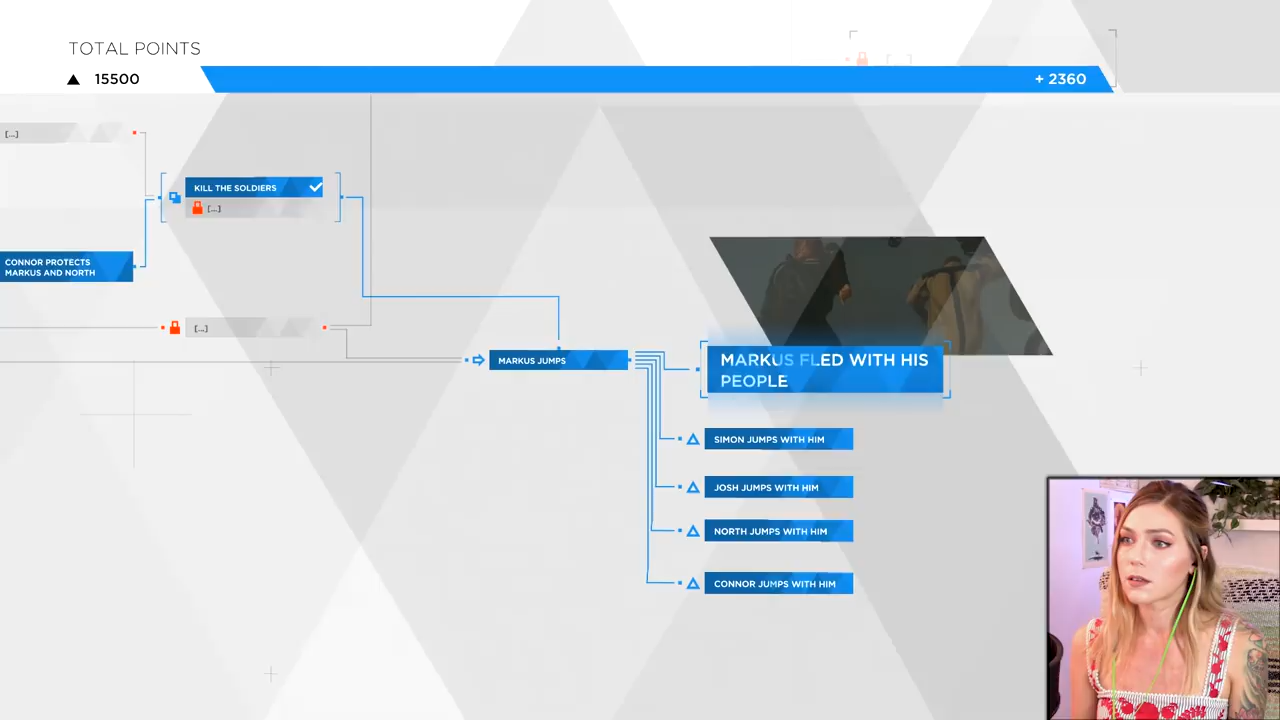 TOTAL POINTS
15500
+ 2360
[...]
[...]
KILL THE SOLDIERS
[...]
CONNOR PROTECTS
MARKUS AND NORTH
[...]
MARKUS JUMPS
MARKUS FLED WITH HIS
PEOPLE
SIMON JUMPS WITH HIM
JOSH JUMPS WITH HIM
NORTH JUMPS WITH HIM
CONNOR JUMPS WITH HIM